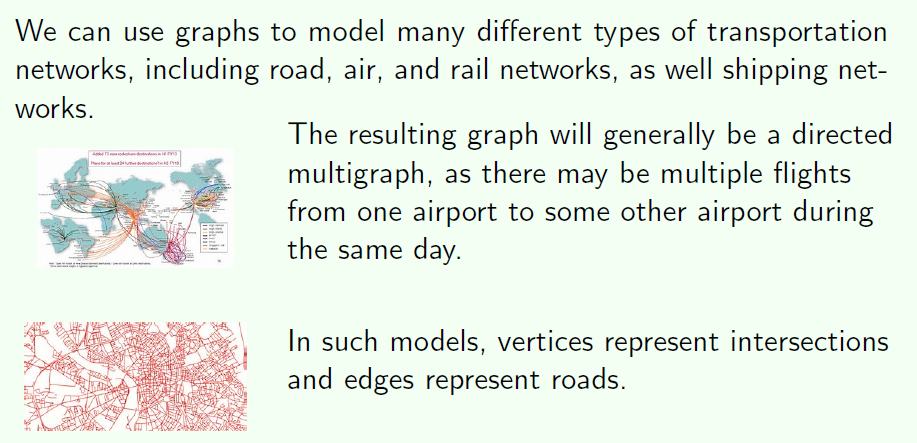 We can use graphs to model many different types of transportation
networks, including road, air, and rail networks, as well shipping net-
works.
The resulting graph will generally be a directed
multigraph, as there may be multiple flights
from one airport to some other airport during
the same day.
In such models, vertices represent intersections
and edges represent roads.